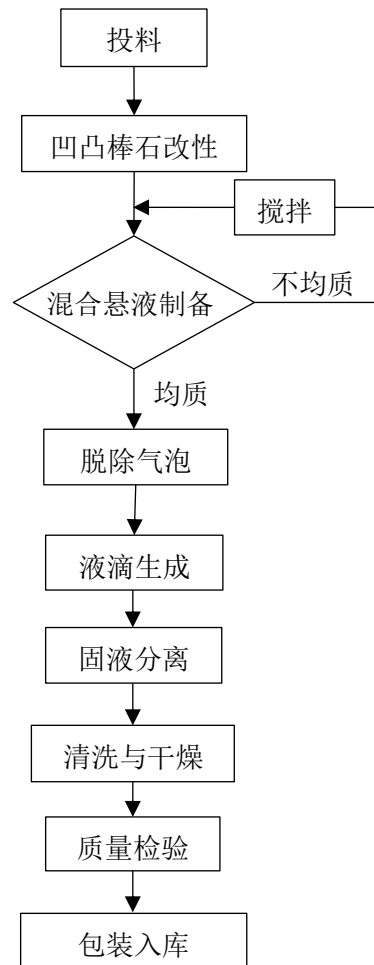 投料
凹凸棒石改性
搅拌
混合悬液制备
不均质
均质
脱除气泡
液滴生成
固液分离
清洗与干燥
质量检验
包装入库